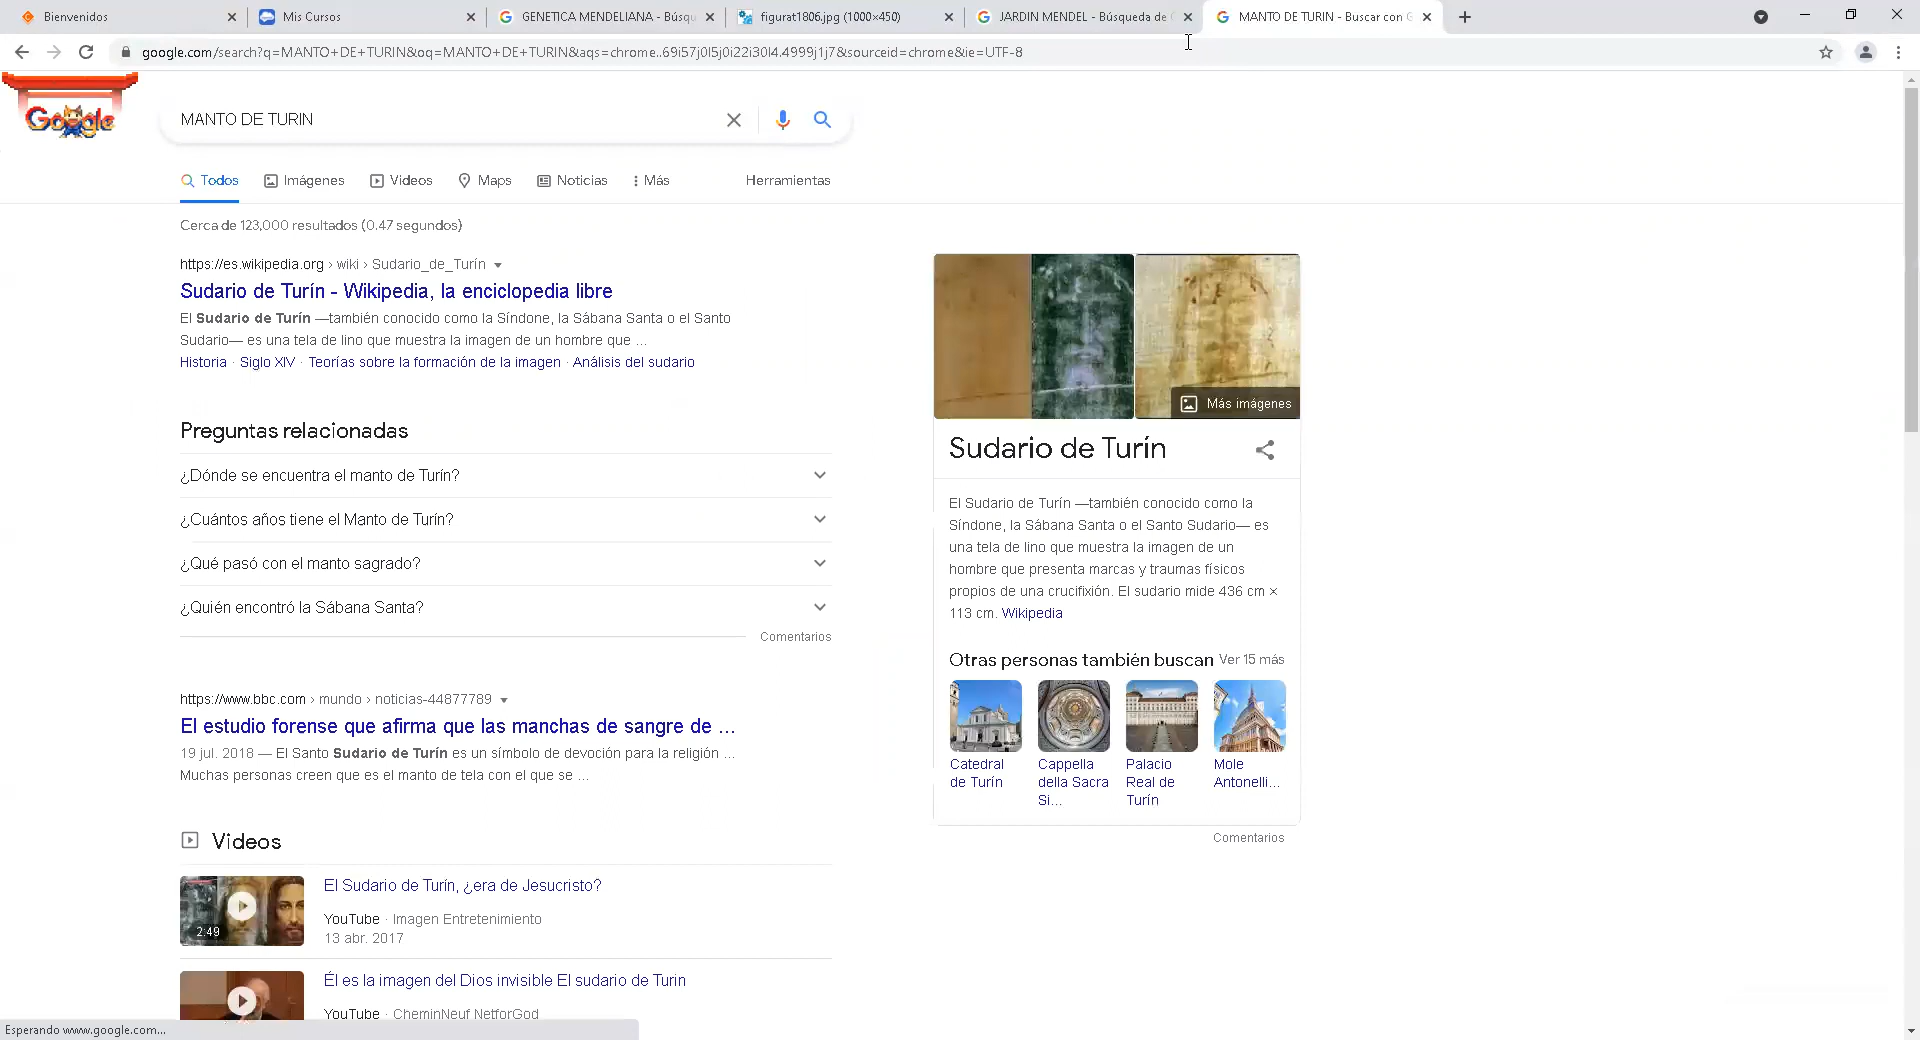 Bienvenidos
Mis Cursos
GENETICA MENDELIANA - Búsqu
figurat1806.jpg (1000×450)
JARDIN MENDEL - Búsqueda de
MANTO DE TURIN - Buscar con
google.com/search?q=MANTO+DE+TURIN&oq=MANTO+DE+TURIN&aqs=chrome..69i57j0l5j0i22i30l4.4999j1j7&sourceid=chrome&ie=UTF-8
Google
MANTO DE TURIN
Todos
Imágenes
Videos
Maps
Noticias
Más
Herramientas
Cerca de 123,000 resultados (0.47 segundos)
https://es.wikipedia.org › wiki › Sudario_de_Turín
Sudario de Turín - Wikipedia, la enciclopedia libre
El Sudario de Turín —también conocido como la Síndone, la Sábana Santa o el Santo
Sudario— es una tela de lino que muestra la imagen de un hombre que ...
Historia · Siglo XIV · Teorías sobre la formación de la imagen · Análisis del sudario
Preguntas relacionadas
¿Dónde se encuentra el manto de Turín?
¿Cuántos años tiene el Manto de Turín?
¿Qué pasó con el manto sagrado?
¿Quién encontró la Sábana Santa?
Comentarios
https://www.bbc.com › mundo › noticias-44877789
El estudio forense que afirma que las manchas de sangre de ...
19 jul. 2018 — El Santo Sudario de Turín es un símbolo de devoción para la religión ...
Muchas personas creen que es el manto de tela con el que se ...
Videos
2:49
El Sudario de Turín, ¿era de Jesucristo?
YouTube · Imagen Entretenimiento
13 abr. 2017
Él es la imagen del Dios invisible El sudario de Turin
YouTube · CheminNeuf NetforGod
Esperando www.google.com...
Más imágenes
Sudario de Turín
El Sudario de Turín —también conocido como la
Síndone, la Sábana Santa o el Santo Sudario— es
una tela de lino que muestra la imagen de un
hombre que presenta marcas y traumas físicos
propios de una crucifixión. El sudario mide 436 cm ×
113 cm. Wikipedia
Otras personas también buscan
Ver 15 más
Catedral
de Turín
Cappella
della Sacra
Si...
Palacio
Real de
Turín
Mole
Antonelli...
Comentarios